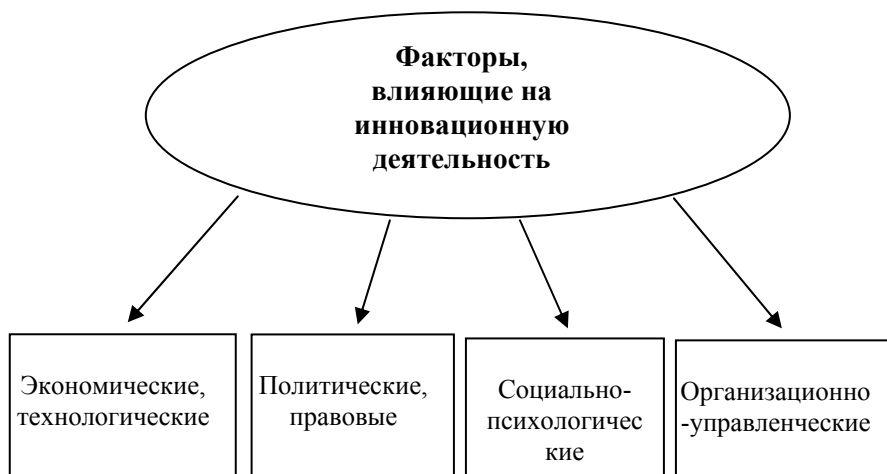 Факторы,
влияющие на
инновационную
деятельность
Экономические,
технологические
Политические,
правовые
Социально-
психологичес
кие
Организационно
-управленческие